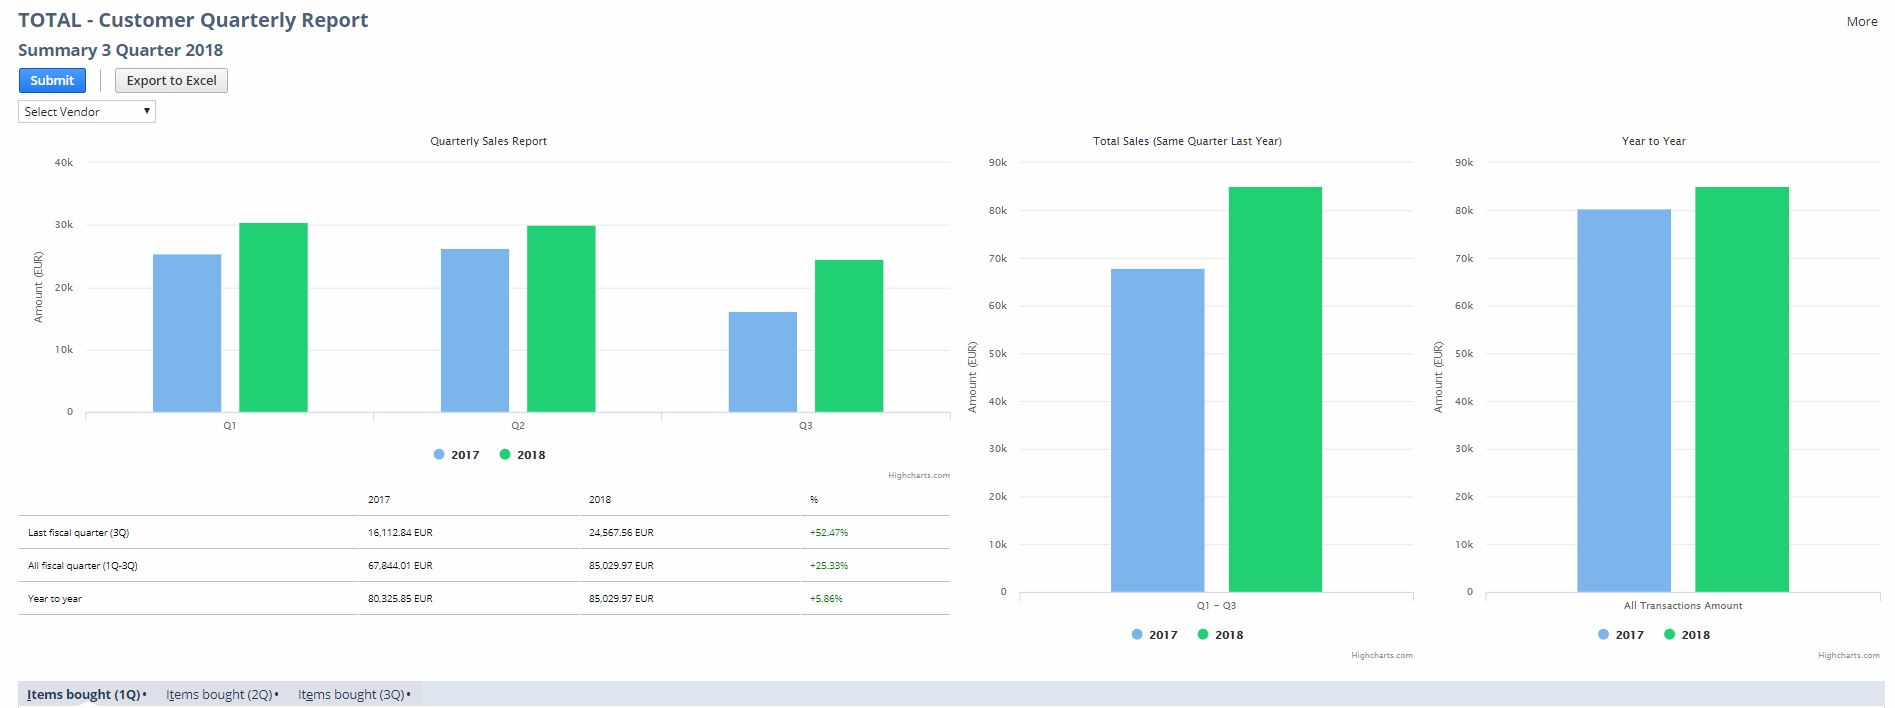 TOTAL - Customer Quarterly Report
More
Summary 3 Quarter 2018
Submit
Export to Excel
Select Vendor
Quarterly Sales Report
40k
30k
20k
10k
0
Amount (EUR)
Q1
Q2
Q3
2017
2018
Highcharts.com
Total Sales (Same Quarter Last Year)
90k
80k
70k
60k
50k
40k
30k
20k
10k
0
Amount (EUR)
Q1 - Q3
2017
2018
Highcharts.com
Year to Year
90k
80k
70k
60k
50k
40k
30k
20k
10k
0
Amount (EUR)
All Transactions Amount
2017
2018
Highcharts.com
2017 2018 %
Last fiscal quarter (3Q) 16,112.84 EUR 24,567.56 EUR +52.47%
All fiscal quarter (1Q-3Q) 67,844.01 EUR 85,029.97 EUR +25.33%
Year to year 80,325.85 EUR 85,029.97 EUR +5.86%
Items bought (1Q) • Items bought (2Q) • Items bought (3Q) •